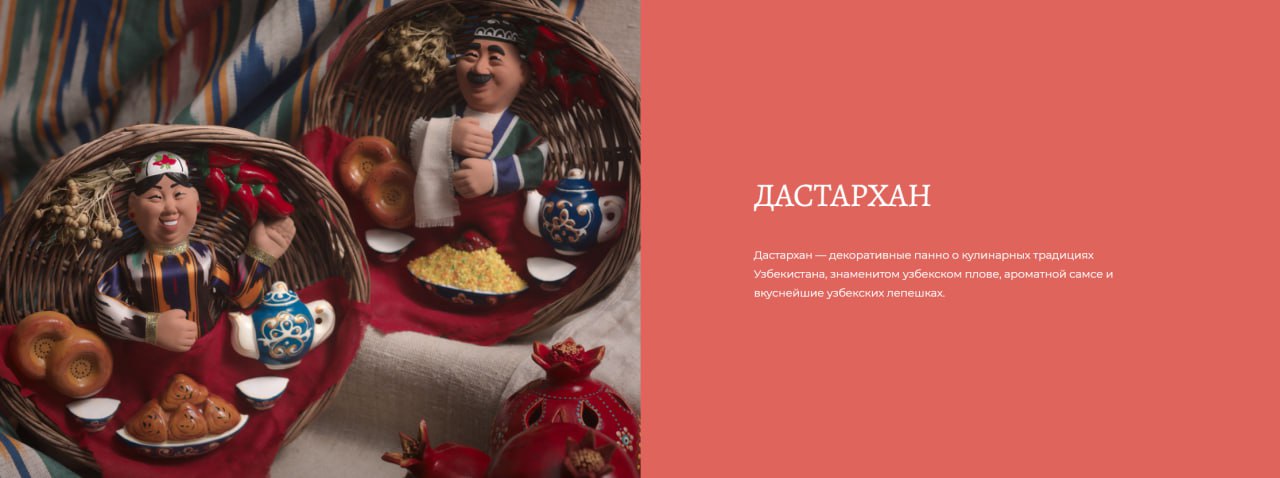 ДАСТАРХАН
Дастархан — декоративные панно о кулинарных традициях
Узбекистана, знаменитом узбекском плове, ароматной самсе и
вкуснейшие узбекских лепешках.